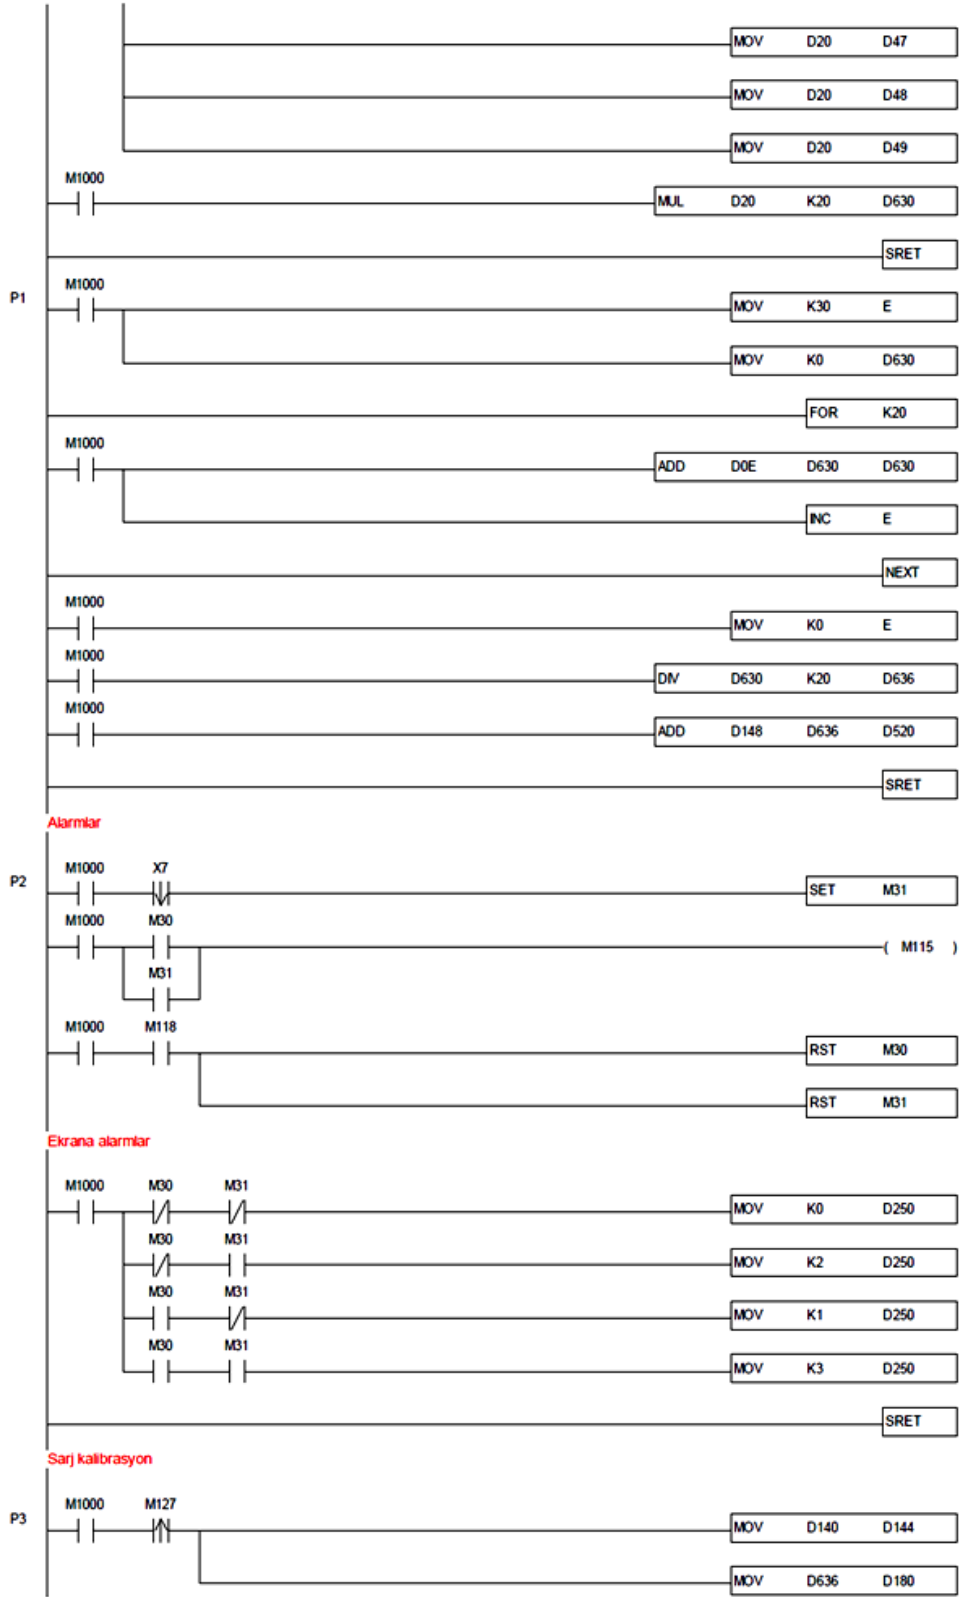 MOV D20 D47
MOV D20 D48
MOV D20 D49
M1000
MUL D20 K20 D630
SRET
M1000
P1
MOV K30 E
MOV K0 D630
FOR K20
M1000
ADD D0E D630 D630
INC E
NEXT
M1000
MOV K0 E
M1000
DIV D630 K20 D636
M1000
ADD D148 D636 D520
SRET
Alarmlar
M1000 X7
P2
SET M31
M1000 M30
( M115 )
M31
M1000 M118
RST M30
RST M31
Ekrana alarmlar
M1000 M30 M31
MOV K0 D250
M30 M31
MOV K2 D250
M30 M31
MOV K1 D250
M30 M31
MOV K3 D250
SRET
Sarj kalibrasyon
M1000 M127
P3
MOV D140 D144
MOV D636 D180